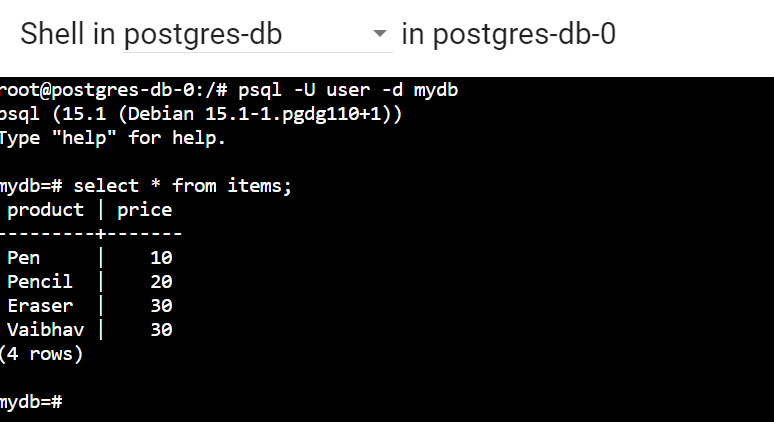 Shell in postgres-db in postgres-db-0
root@postgres-db-0:/# psql -U user -d mydb
psql (15.1 (Debian 15.1-1.pgdg110+1))
Type "help" for help.
mydb=# select * from items;
 product | price
---------+-------
 Pen     |    10
 Pencil  |    20
 Eraser  |    30
 Vaibhav |    30
(4 rows)
mydb=#